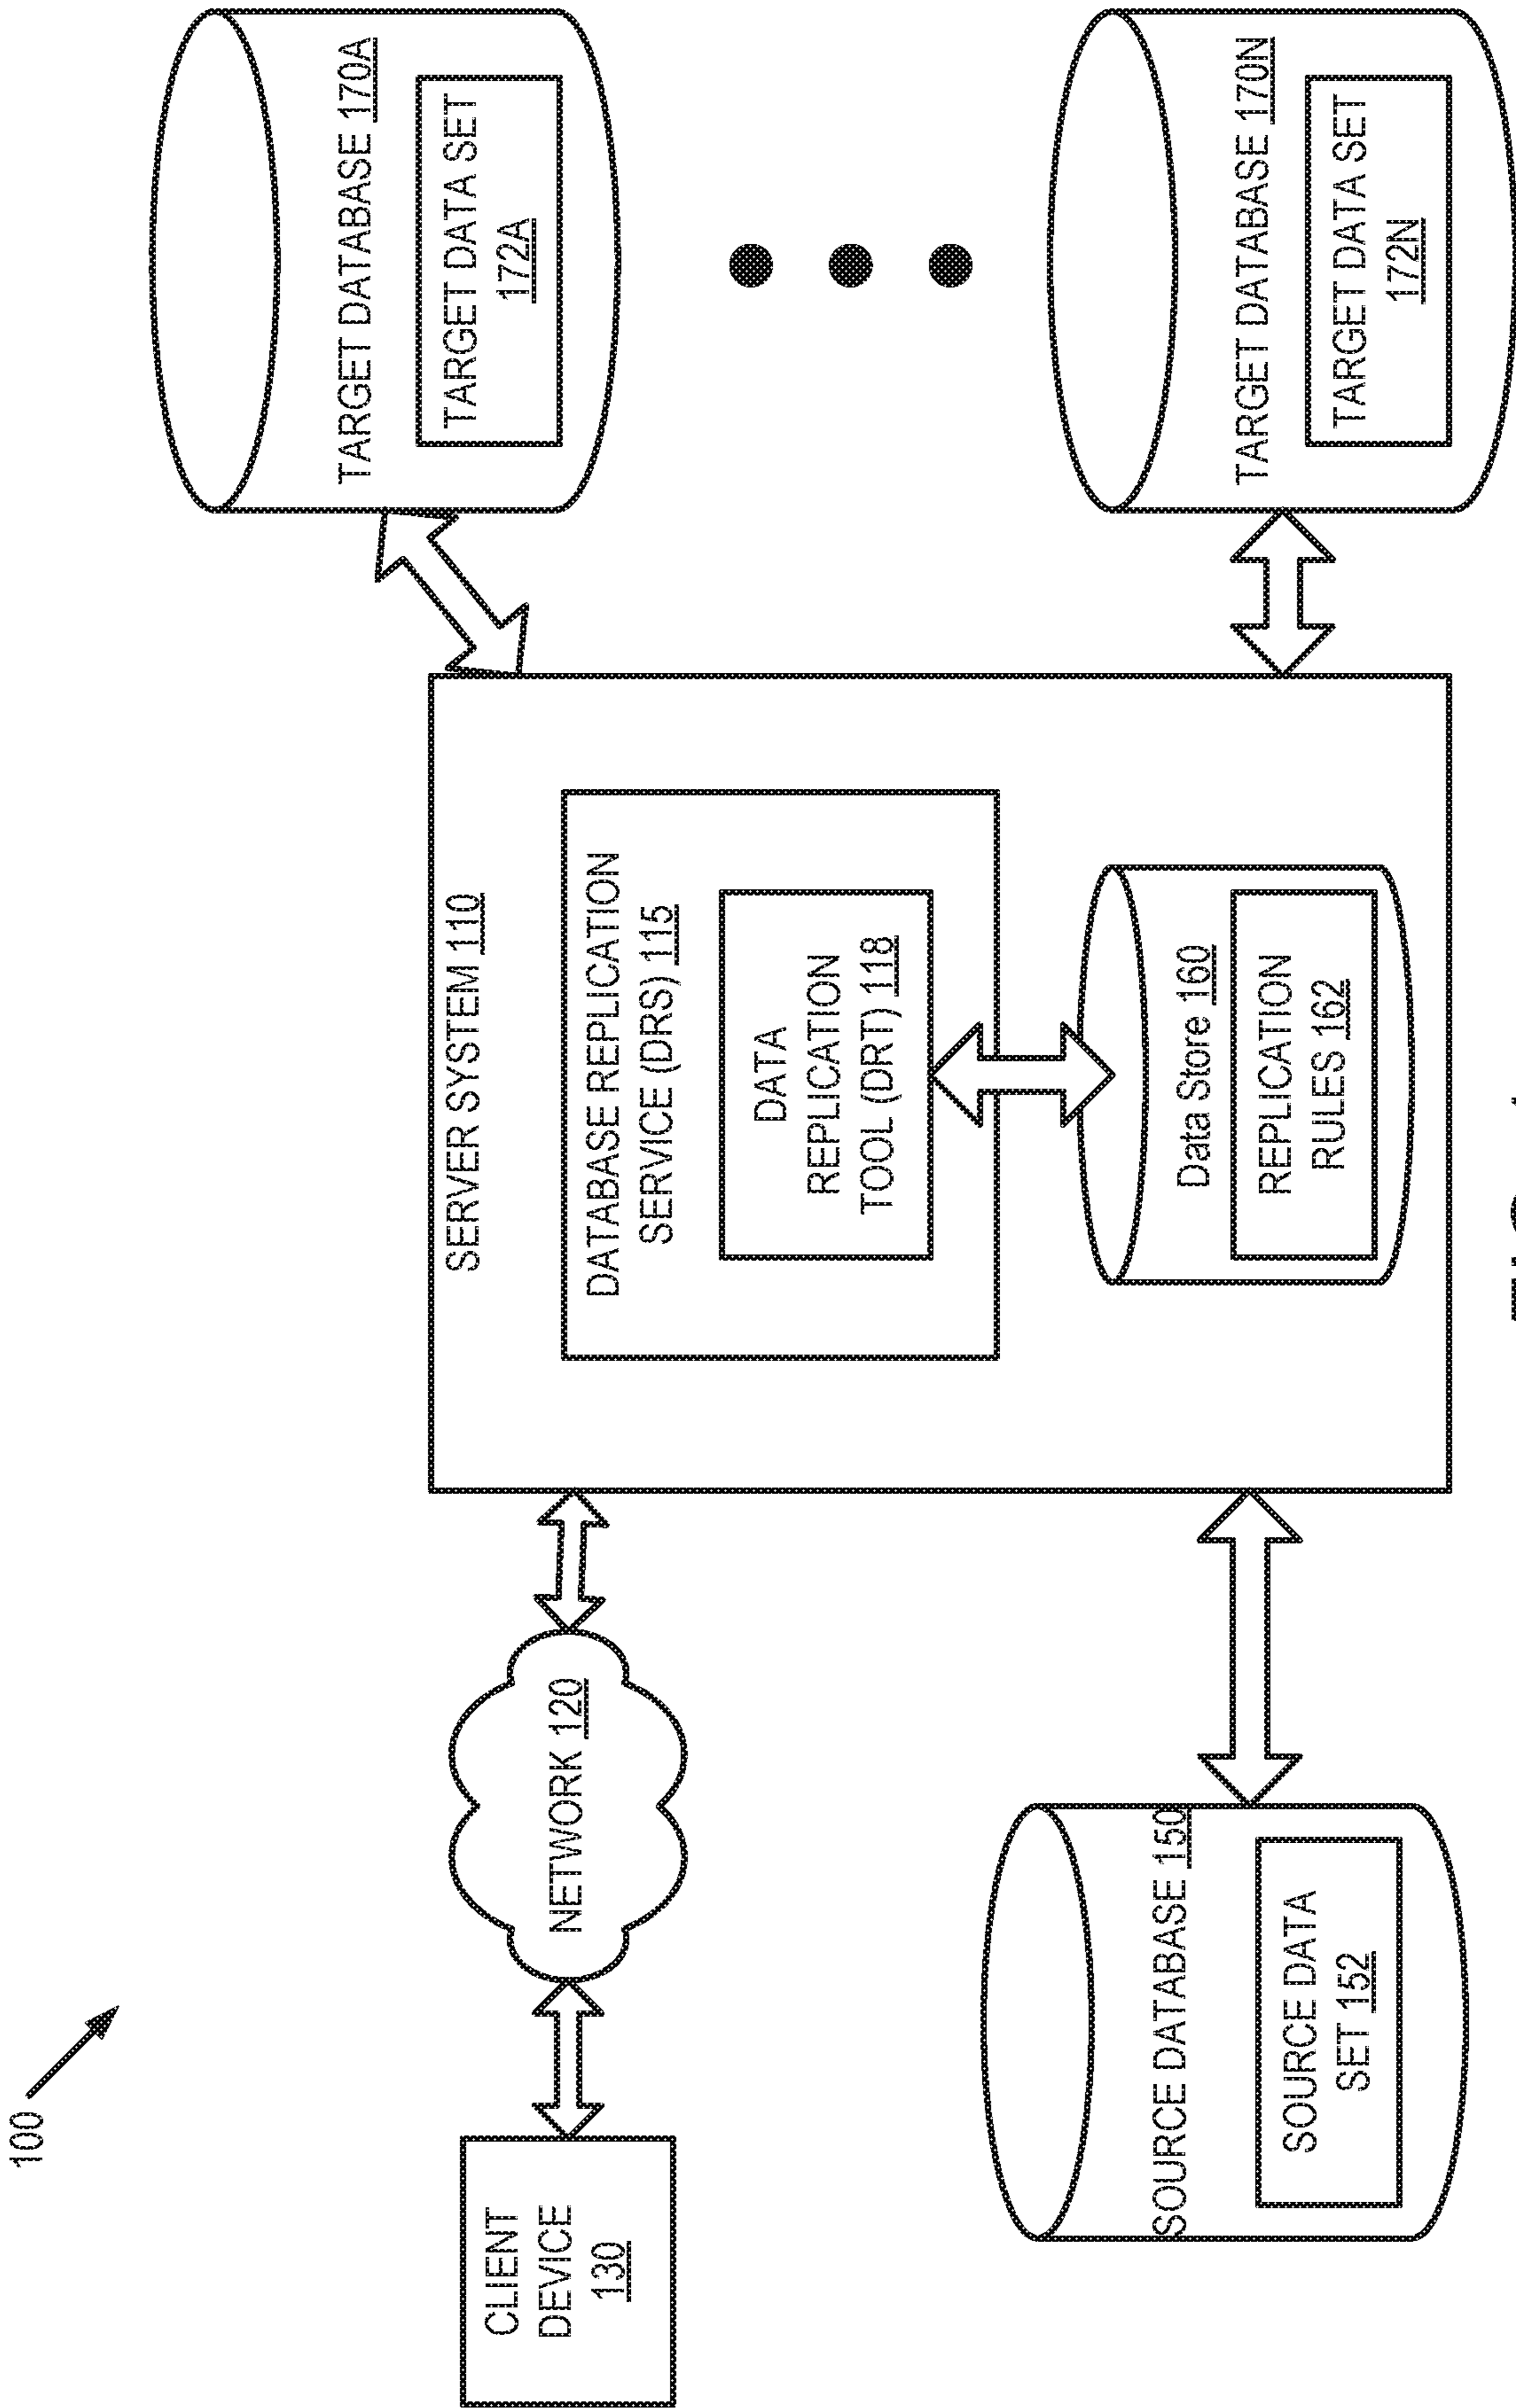 100
CLIENT
DEVICE
130
NETWORK 120
SOURCE DATABASE 150
SOURCE DATA
SET 152
SERVER SYSTEM 110
DATABASE REPLICATION
SERVICE (DRS) 115
DATA
REPLICATION
TOOL (DRT) 118
Data Store 160
REPLICATION
RULES 162
TARGET DATABASE 170A
TARGET DATA SET
172A
TARGET DATABASE 170N
TARGET DATA SET
172N